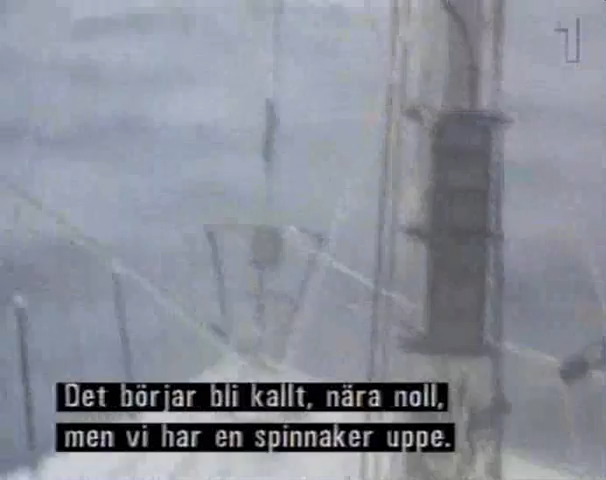 Det börjar bli kallt, nära noll,
men vi har en spinnaker uppe.